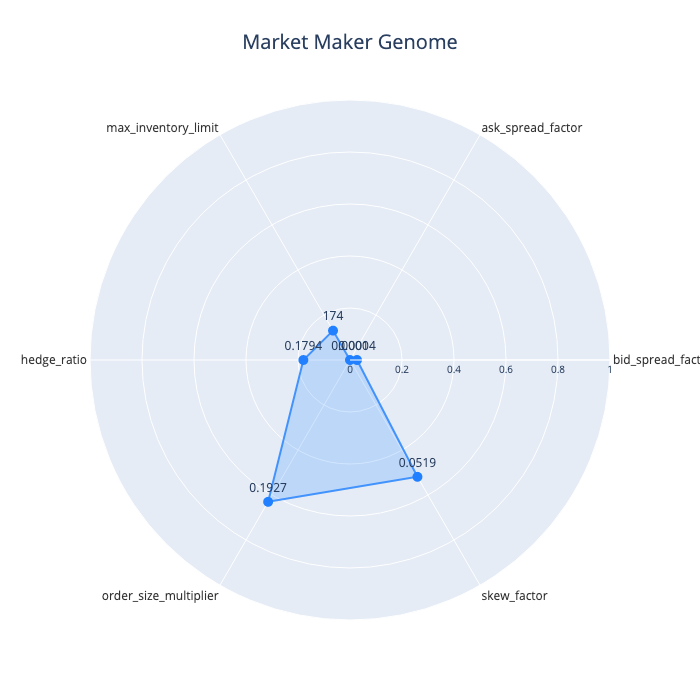 Market Maker Genome
max_inventory_limit
ask_spread_factor
174
0.1794
hedge_ratio
bid_spread_fact
0
0.2
0.4
0.6
0.8
1
0.0519
0.1927
order_size_multiplier
skew_factor